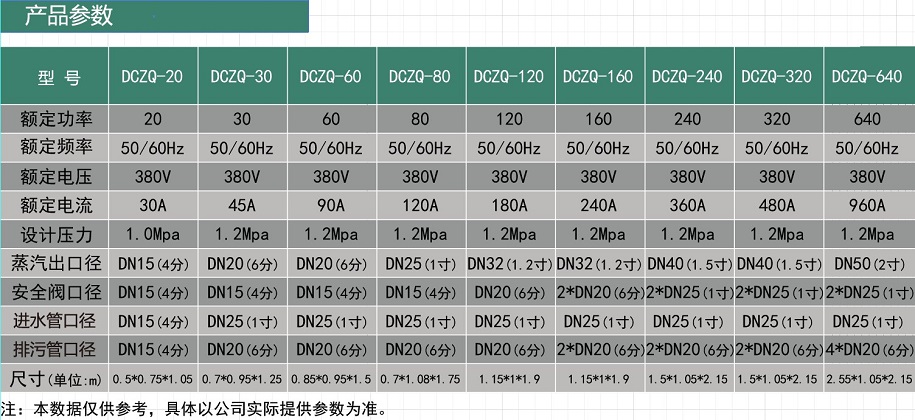 产品参数
型号 DCZQ-20 DCZQ-30 DCZQ-60 DCZQ-80 DCZQ-120 DCZQ-160 DCZQ-240 DCZQ-320 DCZQ-640
额定功率 20 30 60 80 120 160 240 320 640
额定频率 50/60Hz 50/60Hz 50/60Hz 50/60Hz 50/60Hz 50/60Hz 50/60Hz 50/60Hz 50/60Hz
额定电压 380V 380V 380V 380V 380V 380V 380V 380V 380V
额定电流 30A 45A 90A 120A 180A 240A 360A 480A 960A
设计压力 1.0Mpa 1.2Mpa 1.2Mpa 1.2Mpa 1.2Mpa 1.2Mpa 1.2Mpa 1.2Mpa 1.2Mpa
蒸汽出口径 DN15(4分) DN20(6分) DN20(6分) DN25(1寸) DN32(1.2寸) DN32(1.2寸) DN40(1.5寸) DN40(1.5寸) DN50(2寸)
安全阀口径 DN15(4分) DN15(4分) DN15(4分) DN15(4分) DN20(6分) 2*DN20(6分) 2*DN25(1寸) 2*DN25(1寸) 2*DN25(1寸)
进水管口径 DN15(4分) DN25(1寸) DN25(1寸) DN25(1寸) DN25(1寸) DN25(1寸) DN25(1寸) DN25(1寸) DN25(1寸)
排污管口径 DN15(4分) DN20(6分) DN20(6分) DN20(6分) DN20(6分) 2*DN20(6分) 2*DN20(6分) 2*DN20(6分) 4*DN20(6分)
尺寸(单位:m) 0.5*0.75*1.05 0.7*0.95*1.25 0.85*0.95*1.5 0.7*1.08*1.75 1.15*1*1.9 1.15*1*1.9 1.5*1.05*2.15 1.5*1.05*2.15 2.55*1.05*2.15
注：本数据仅供参考，具体以公司实际提供参数为准。